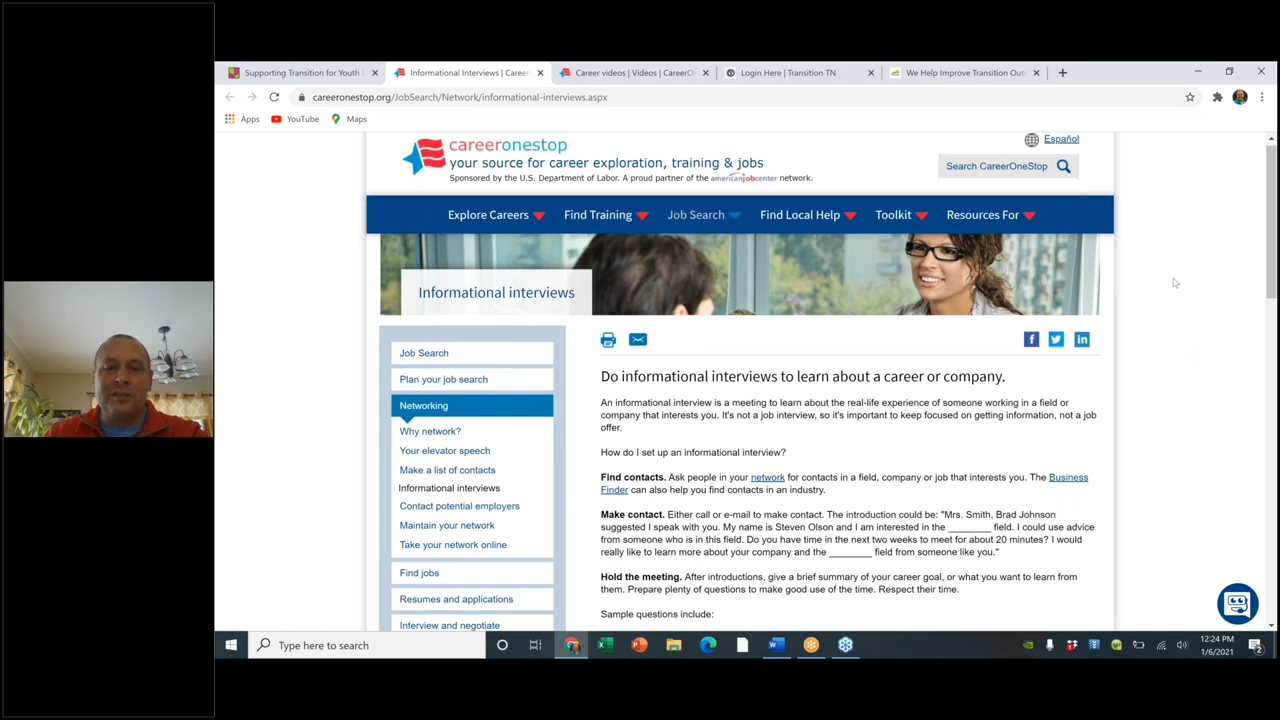 Supporting Transition for Youth
Informational Interviews | Career
Career videos | Videos | CareerO
Login Here | Transition TN
We Help Improve Transition Out
careeronestop.org/JobSearch/Network/informational-interviews.aspx
Apps
YouTube
Maps
careeronestop
your source for career exploration, training & jobs
Sponsored by the U.S. Department of Labor. A proud partner of the americanjobcenter network.
Español
Search CareerOneStop
Explore Careers
Find Training
Job Search
Find Local Help
Toolkit
Resources For
Informational interviews
Job Search
Plan your job search
Networking
Why network?
Your elevator speech
Make a list of contacts
Informational interviews
Contact potential employers
Maintain your network
Take your network online
Find jobs
Resumes and applications
Interview and negotiate
Do informational interviews to learn about a career or company.
An informational interview is a meeting to learn about the real-life experience of someone working in a field or
company that interests you. It's not a job interview, so it's important to keep focused on getting information, not a job
offer.
How do I set up an informational interview?
Find contacts. Ask people in your network for contacts in a field, company or job that interests you. The Business
Finder can also help you find contacts in an industry.
Make contact. Either call or e-mail to make contact. The introduction could be: "Mrs. Smith, Brad Johnson
suggested I speak with you. My name is Steven Olson and I am interested in the ________ field. I could use advice
from someone who is in this field. Do you have time in the next two weeks to meet for about 20 minutes? I would
really like to learn more about your company and the ________ field from someone like you."
Hold the meeting. After introductions, give a brief summary of your career goal, or what you want to learn from
them. Prepare plenty of questions to make good use of the time. Respect their time.
Sample questions include:
Type here to search
12:24 PM
1/6/2021
2